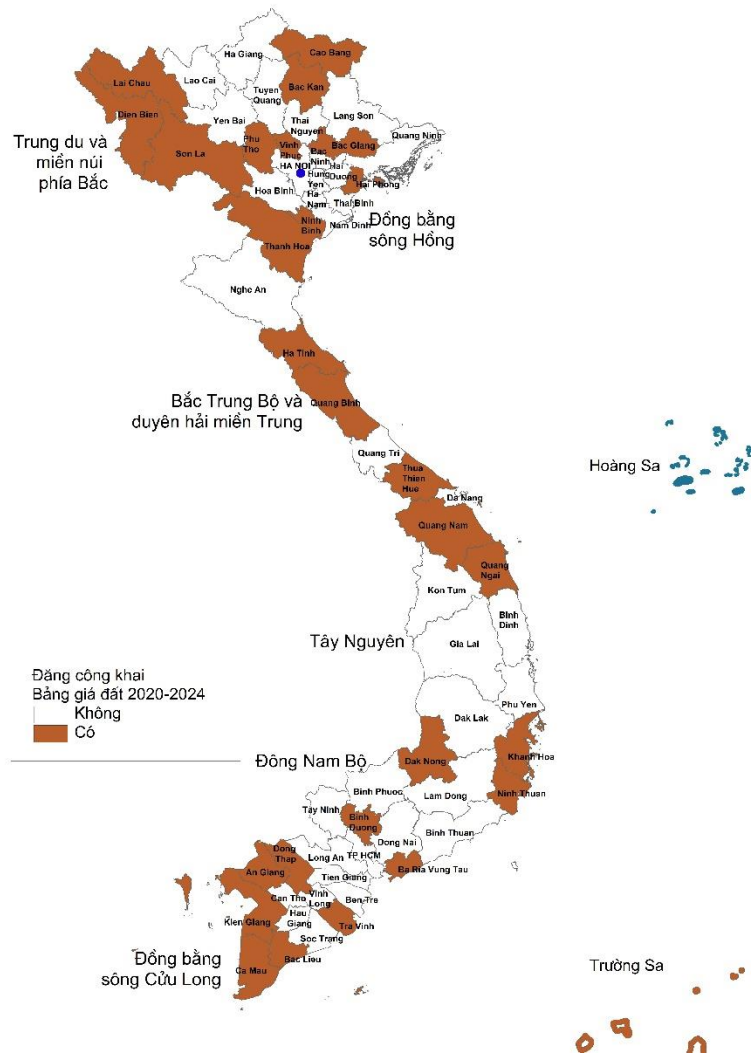 Ha Giang
Cao Bang
Lai Chau
Lao Cai
Bac Kan
Tuyen
Quang
Dien Bien
Lang Son
Yen Bai
Thai
Nguyen
Quang Ninh
Trung du và
miền núi
phía Bắc
Phu
Tho
Vinh
Phuc
Bac
Ninh
Bac Giang
Son La
HA NOI
Hai
Duong
Hung
Yen
Hai Phong
Hoa Binh
Ha
Nam
Thai Binh
Ninh
Binh
Nam Dinh
Đồng bằng
sông Hồng
Thanh Hoa
Nghe An
Ha Tinh
Bắc Trung Bộ và
duyên hải miền Trung
Quang Binh
Quang Tri
Thua
Thien
Hue
Da Nang
Hoàng Sa
Quang Nam
Quang
Ngai
Kon Tum
Binh
Dinh
Tây Nguyên
Gia Lai
Đăng công khai
Bảng giá đất 2020-2024
Không
Có
Phu Yen
Dak Lak
Đông Nam Bộ
Dak Nong
Khanh Hoa
Binh Phuoc
Lam Dong
Ninh Thuan
Tay Ninh
Binh
Duong
Binh Thuan
Dong Nai
Dong
Thap
Long An
TP HCM
Ba Ria Vung Tau
An Giang
Tien Giang
Can Tho
Vinh
Long
Ben Tre
Kien Giang
Hau
Giang
Tra Vinh
Soc Trang
Đồng bằng
sông Cửu Long
Bac Lieu
Ca Mau
Trường Sa